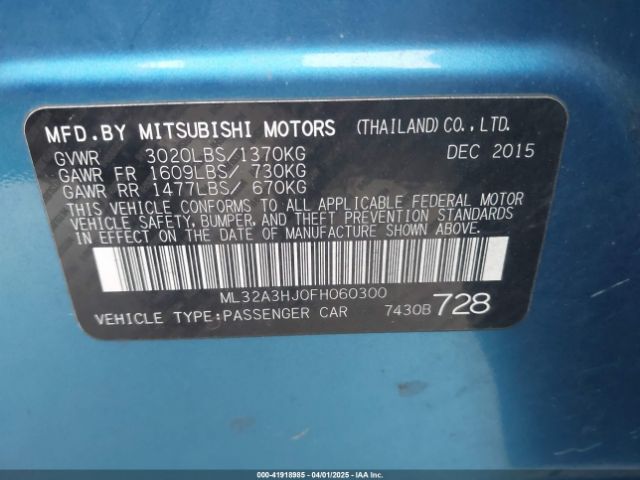 MFD.BY MITSUBISHI MOTORS (THAILAND)CO.,LTD.
GVWR 3020LBS/1370KG DEC 2015
GAWR FR 1609LBS/ 730KG
GAWR RR 1477LBS/ 670KG
THIS VEHICLE CONFORMS TO ALL APPLICABLE FEDERAL MOTOR
VEHICLE SAFETY, BUMPER, AND THEFT PREVENTION STANDARDS
IN EFFECT ON THE DATE OF MANUFACTURE SHOWN ABOVE.
ML32A3HJ0FH060300
VEHICLE TYPE:PASSENGER CAR 7430B 728
000-41918985 - 04/01/2025 - IAAI.COM